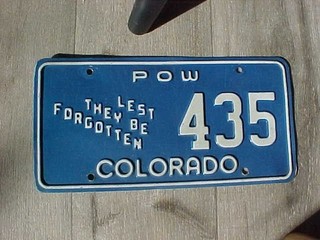 POW
LEST
THEY BE
FORGOTTEN
435
COLORADO